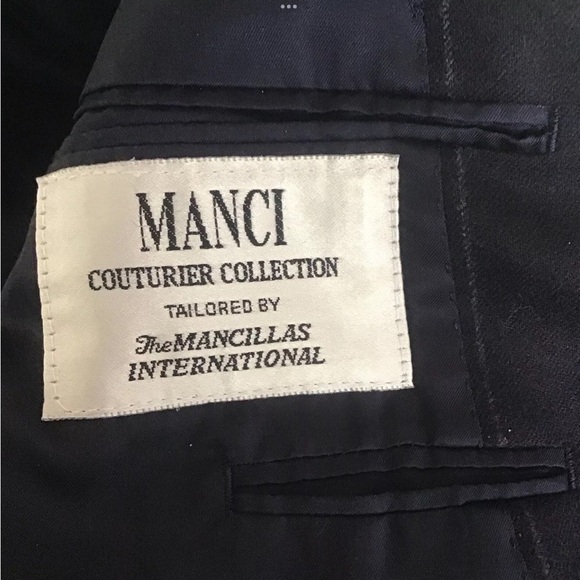 MANCI
COUTURIER COLLECTION
TAILORED BY
The MANCILLAS
INTERNATIONAL